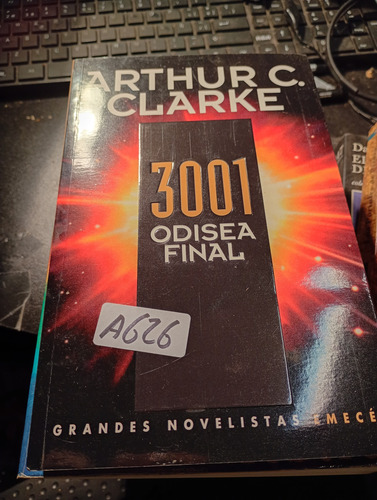 ARTHUR C.
CLARKE
3001
ODISEA
FINAL
A626
GRANDES NOVELISTAS EMECÉ